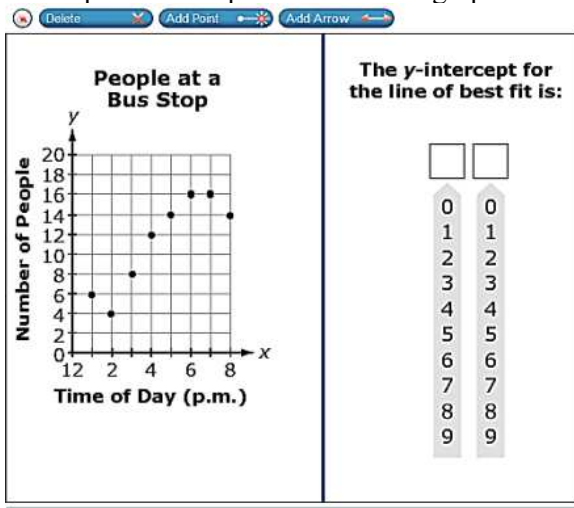 Delete Add Point Add Arrow
People at a
Bus Stop
y
Number of People
20
18
16
14
12
10
8
6
4
2
0
12 2 4 6 8
x
Time of Day (p.m.)
The y-intercept for
the line of best fit is:
0 0
1 1
2 2
3 3
4 4
5 5
6 6
7 7
8 8
9 9